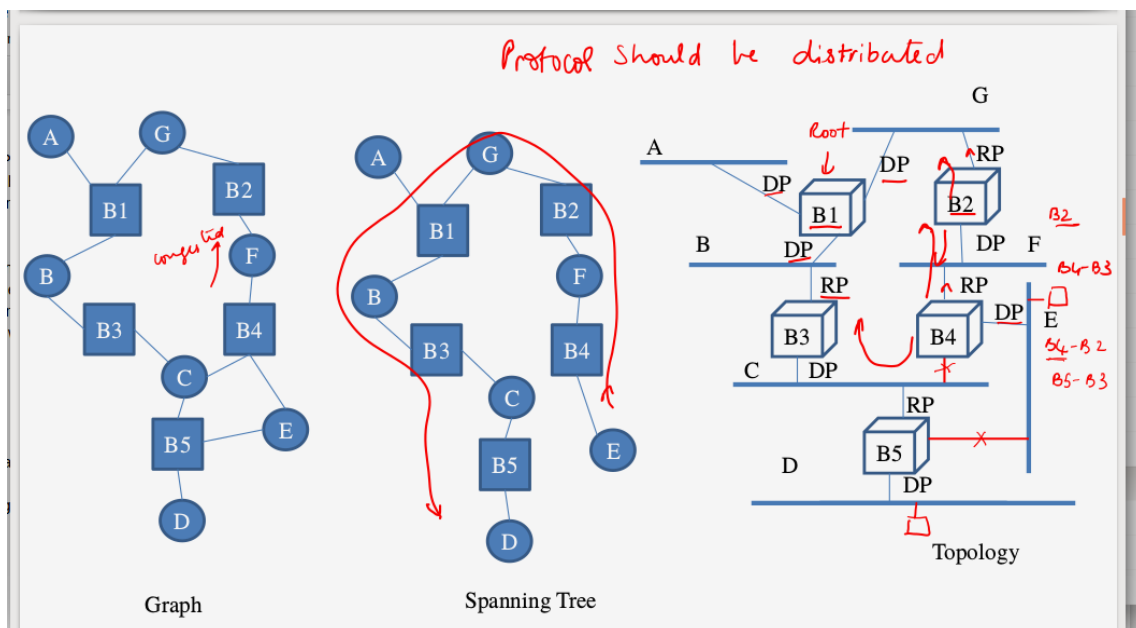 Protocol should be distributed
A
G
B1
B2
congested
F
B
B3
B4
C
B5
E
D
Graph
A
G
B1
B2
B
F
B3
B4
C
B5
E
D
Spanning Tree
G
Root
A
DP
RP
DP
B1
B2
B2
B
DP
DP
F
RP
RP
B4-B3
B3
B4
DP
E
C
DP
B4-B2
B5-B3
RP
B5
D
DP
Topology